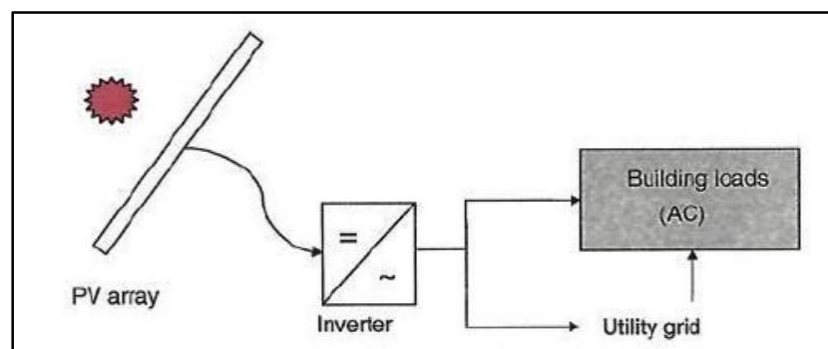 Building loads
(AC)
=
~
PV array
Inverter
Utility grid